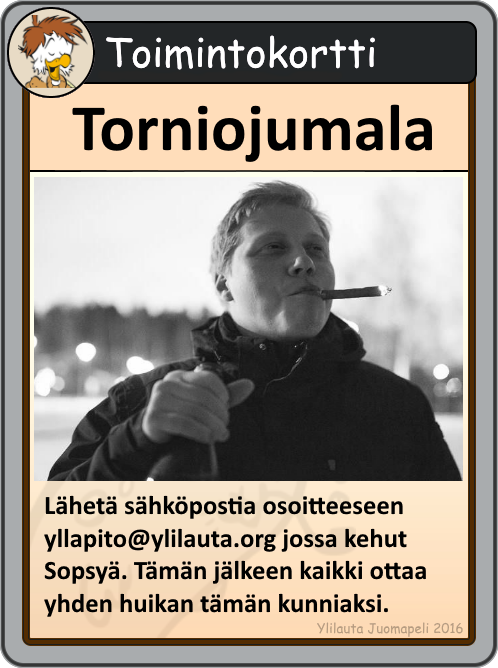 Toimintokortti
Torniojumala
Lähetä sähköpostia osoitteeseen
yllapito@ylilauta.org jossa kehut
Sopsyä. Tämän jälkeen kaikki ottaa
yhden huikan tämän kunniaksi.
Ylilauta Juomapeli 2016